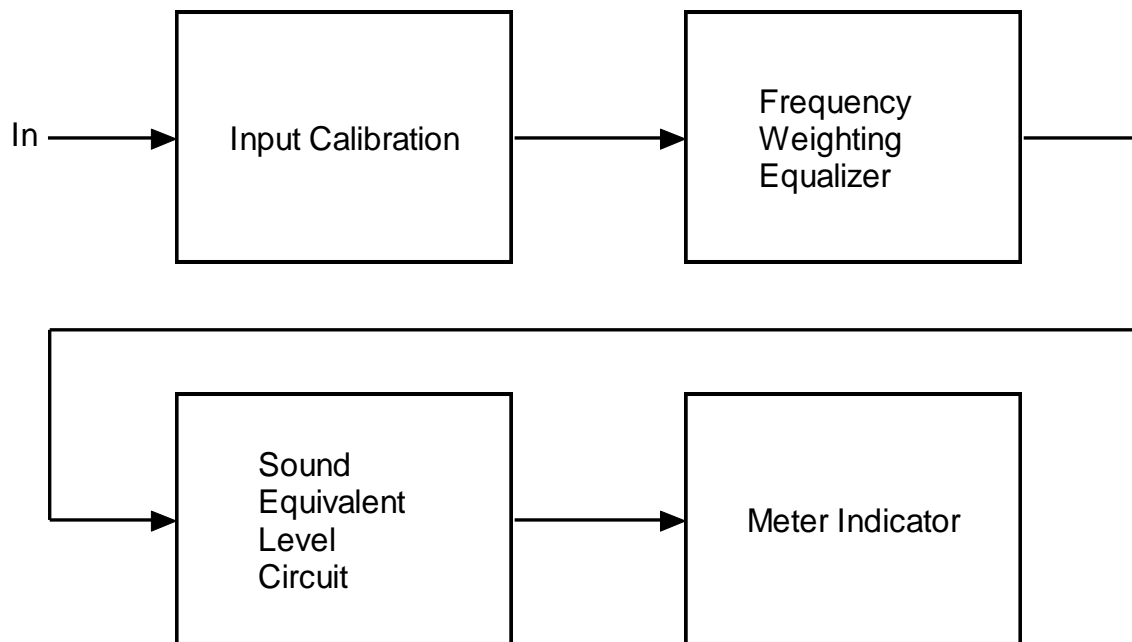 In
Input Calibration
Frequency
Weighting
Equalizer
Sound
Equivalent
Level
Circuit
Meter Indicator